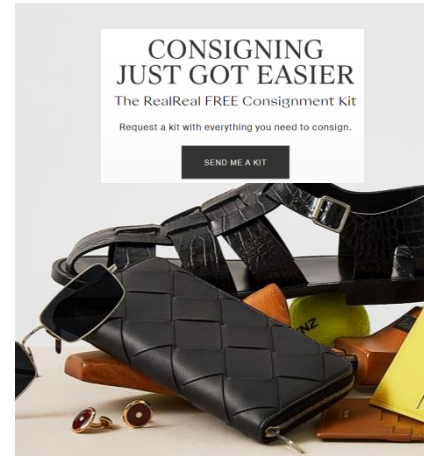 CONSIGNING
JUST GOT EASIER
The RealReal FREE Consignment Kit
Request a kit with everything you need to consign.
SEND ME A KIT